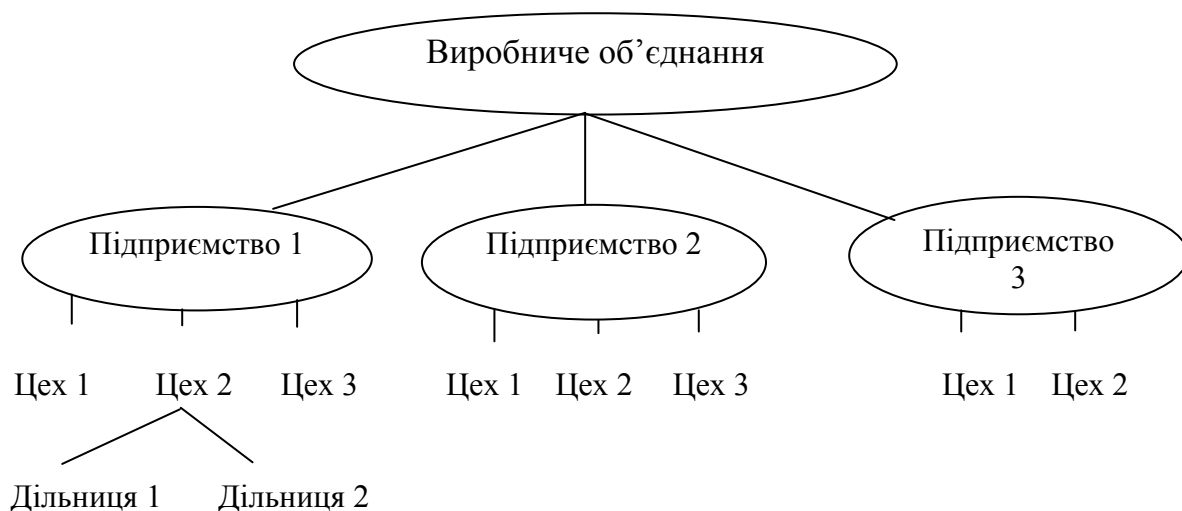 Виробниче об’єднання
Підприємство 1
Підприємство 2
Підприємство
3
Цех 1 Цех 2 Цех 3
Цех 1 Цех 2 Цех 3
Цех 1 Цех 2
Дільниця 1 Дільниця 2